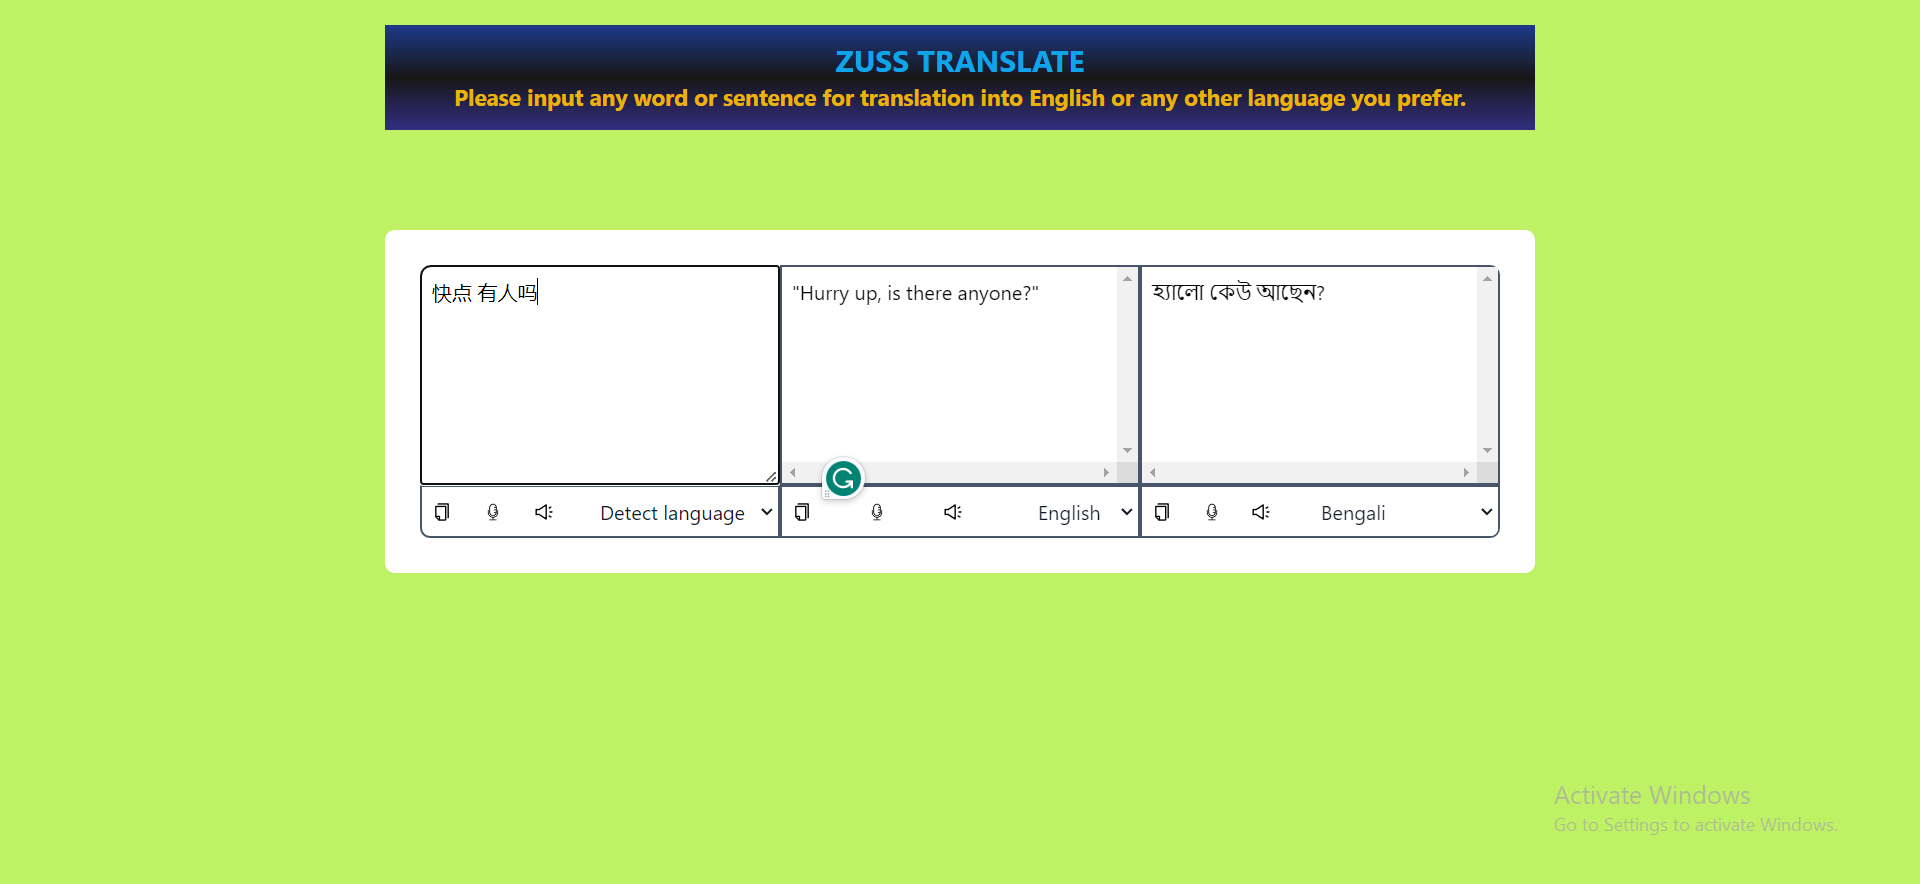 ZUSS TRANSLATE
Please input any word or sentence for translation into English or any other language you prefer.
快点 有人吗
"Hurry up, is there anyone?"
হ্যালো কেউ আছেন?
Detect language
English
Bengali
Activate Windows
Go to Settings to activate Windows.